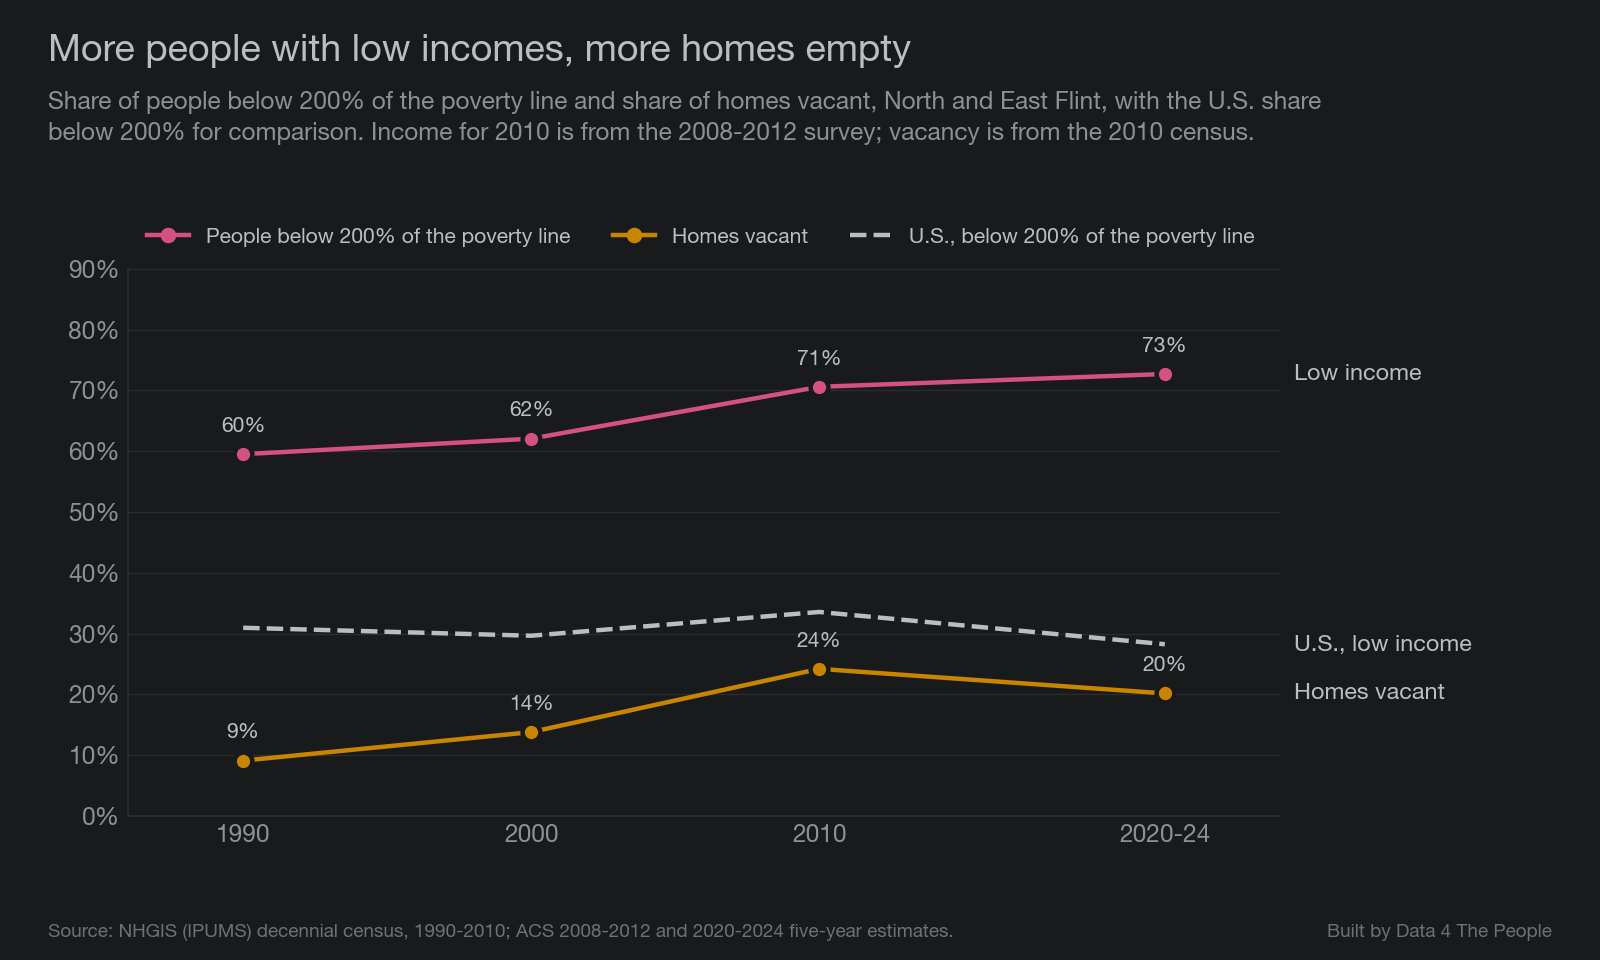 More people with low incomes, more homes empty
Share of people below 200% of the poverty line and share of homes vacant, North and East Flint, with the U.S. share
below 200% for comparison. Income for 2010 is from the 2008-2012 survey; vacancy is from the 2010 census.
People below 200% of the poverty line
Homes vacant
U.S., below 200% of the poverty line
90%
80%
70%
60%
50%
40%
30%
20%
10%
0%
60%
62%
71%
73%
Low income
U.S., low income
9%
14%
24%
20%
Homes vacant
1990
2000
2010
2020-24
Source: NHGIS (IPUMS) decennial census, 1990-2010; ACS 2008-2012 and 2020-2024 five-year estimates.
Built by Data 4 The People